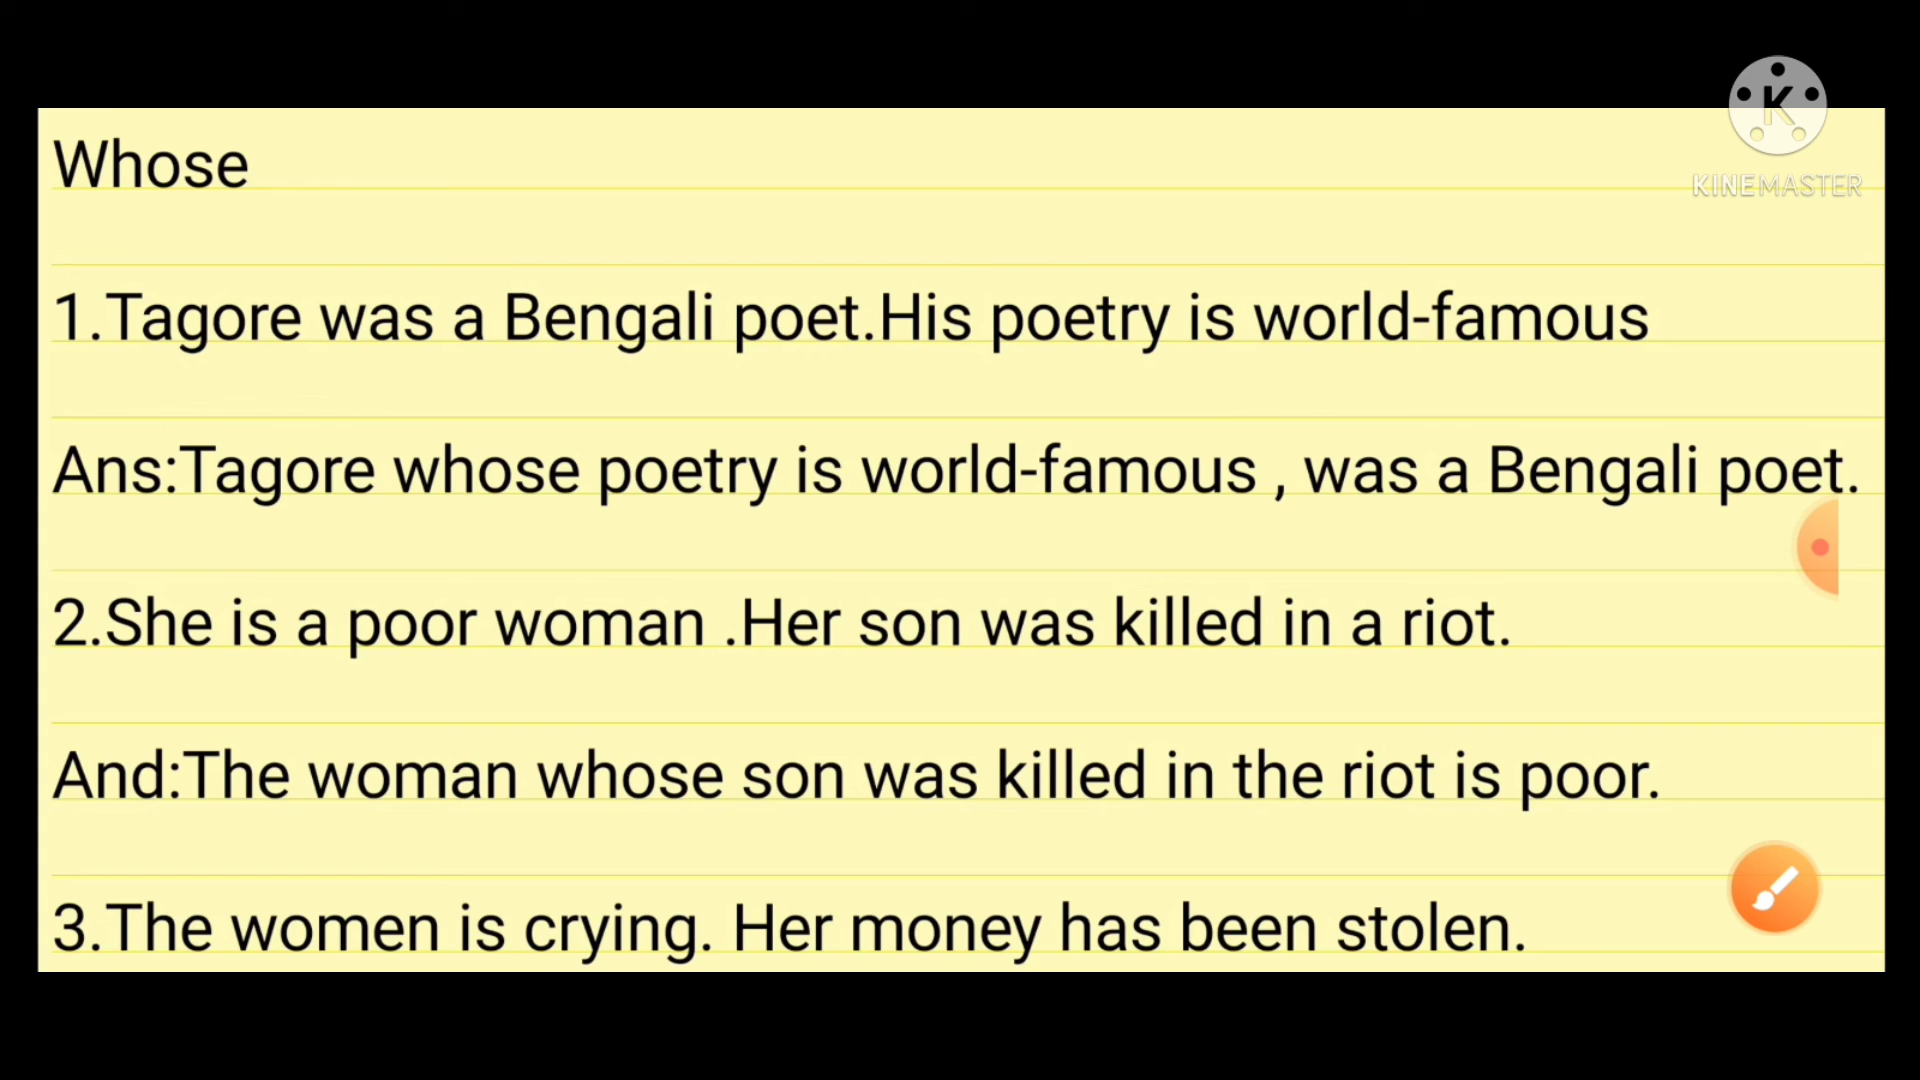 K
KINEMASTER
Whose
1.Tagore was a Bengali poet.His poetry is world-famous
Ans:Tagore whose poetry is world-famous , was a Bengali poet.
2.She is a poor woman .Her son was killed in a riot.
And:The woman whose son was killed in the riot is poor.
3.The women is crying. Her money has been stolen.